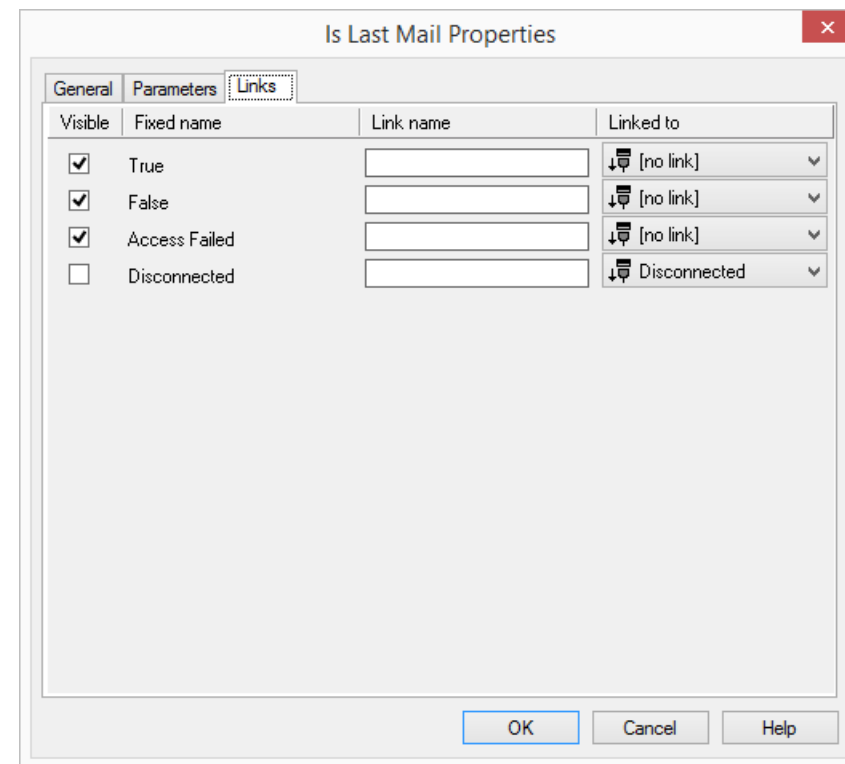 Is Last Mail Properties
General Parameters Links
Visible Fixed name Link name Linked to
True [no link]
False [no link]
Access Failed [no link]
Disconnected Disconnected
OK Cancel Help